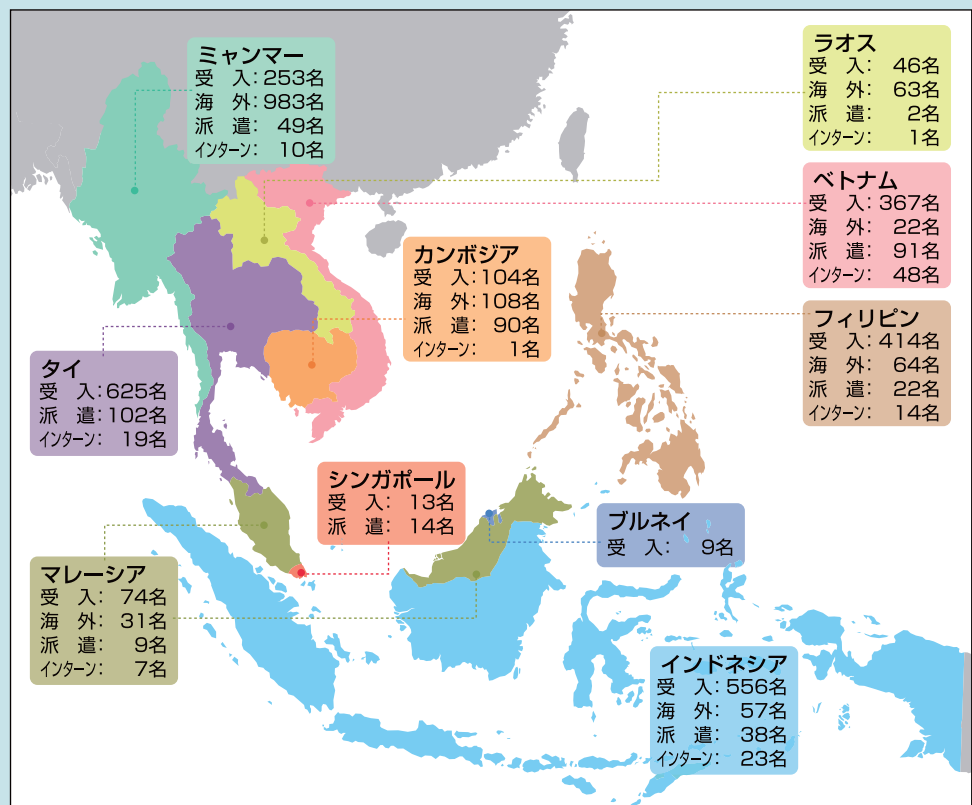 ミャンマー
受　入：253名
海　外：983名
派　遣： 49名
インターン： 10名
ラオス
受　入： 46名
海　外： 63名
派　遣： 2名
インターン： 1名
ベトナム
受　入：367名
海　外： 22名
派　遣： 91名
インターン： 48名
カンボジア
受　入：104名
海　外：108名
派　遣： 90名
インターン： 1名
フィリピン
受　入：414名
海　外： 64名
派　遣： 22名
インターン： 14名
タイ
受　入：625名
派　遣：102名
インターン： 19名
シンガポール
受　入： 13名
派　遣： 14名
ブルネイ
受　入： 9名
マレーシア
受　入： 74名
海　外： 31名
派　遣： 9名
インターン： 7名
インドネシア
受　入：556名
海　外： 57名
派　遣： 38名
インターン： 23名